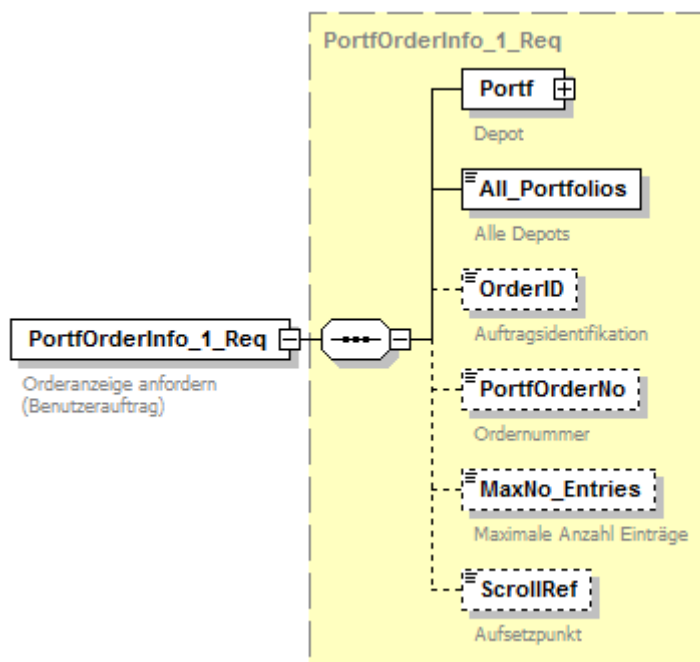 PortfOrderInfo_1_Req
Portf
Depot
All_Portfolios
Alle Depots
OrderID
Auftragsidentifikation
PortfOrderInfo_1_Req
Orderanzeige anfordern
(Benutzerauftrag)
PortfOrderNo
Ordernummer
MaxNo_Entries
Maximale Anzahl Einträge
ScrollRef
Aufsetzpunkt